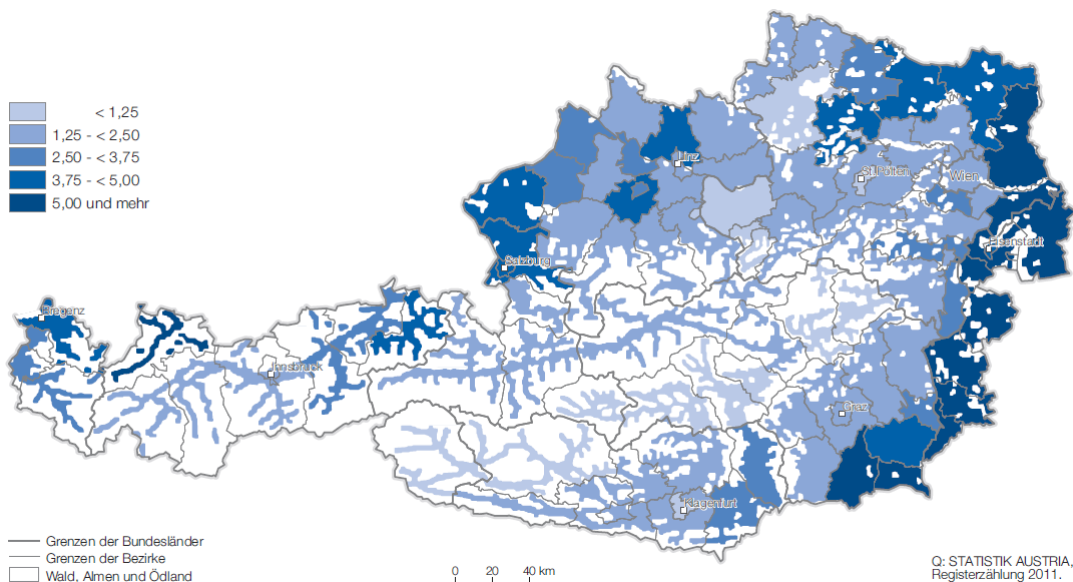 < 1,25
1,25 - < 2,50
2,50 - < 3,75
3,75 - < 5,00
5,00 und mehr
Linz
St. Pölten
Wien
Eisenstadt
Salzburg
Bregenz
Innsbruck
Graz
Klagenfurt
Grenzen der Bundesländer
Grenzen der Bezirke
Wald, Almen und Ödland
0 20 40 km
Q: STATISTIK AUSTRIA,
Registerzählung 2011.